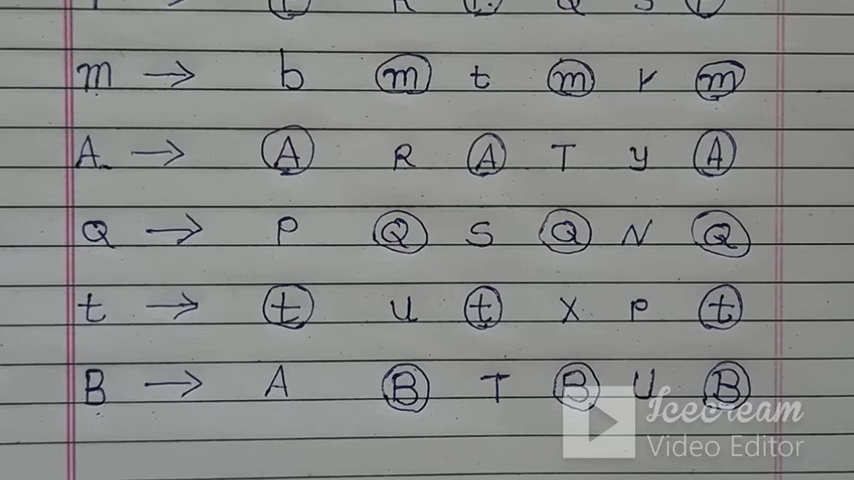 m → b m t m r m
A → A R A T y A
Q → P Q S Q N Q
t → t u t x P t
B → A B T B U B
Icecream
Video Editor